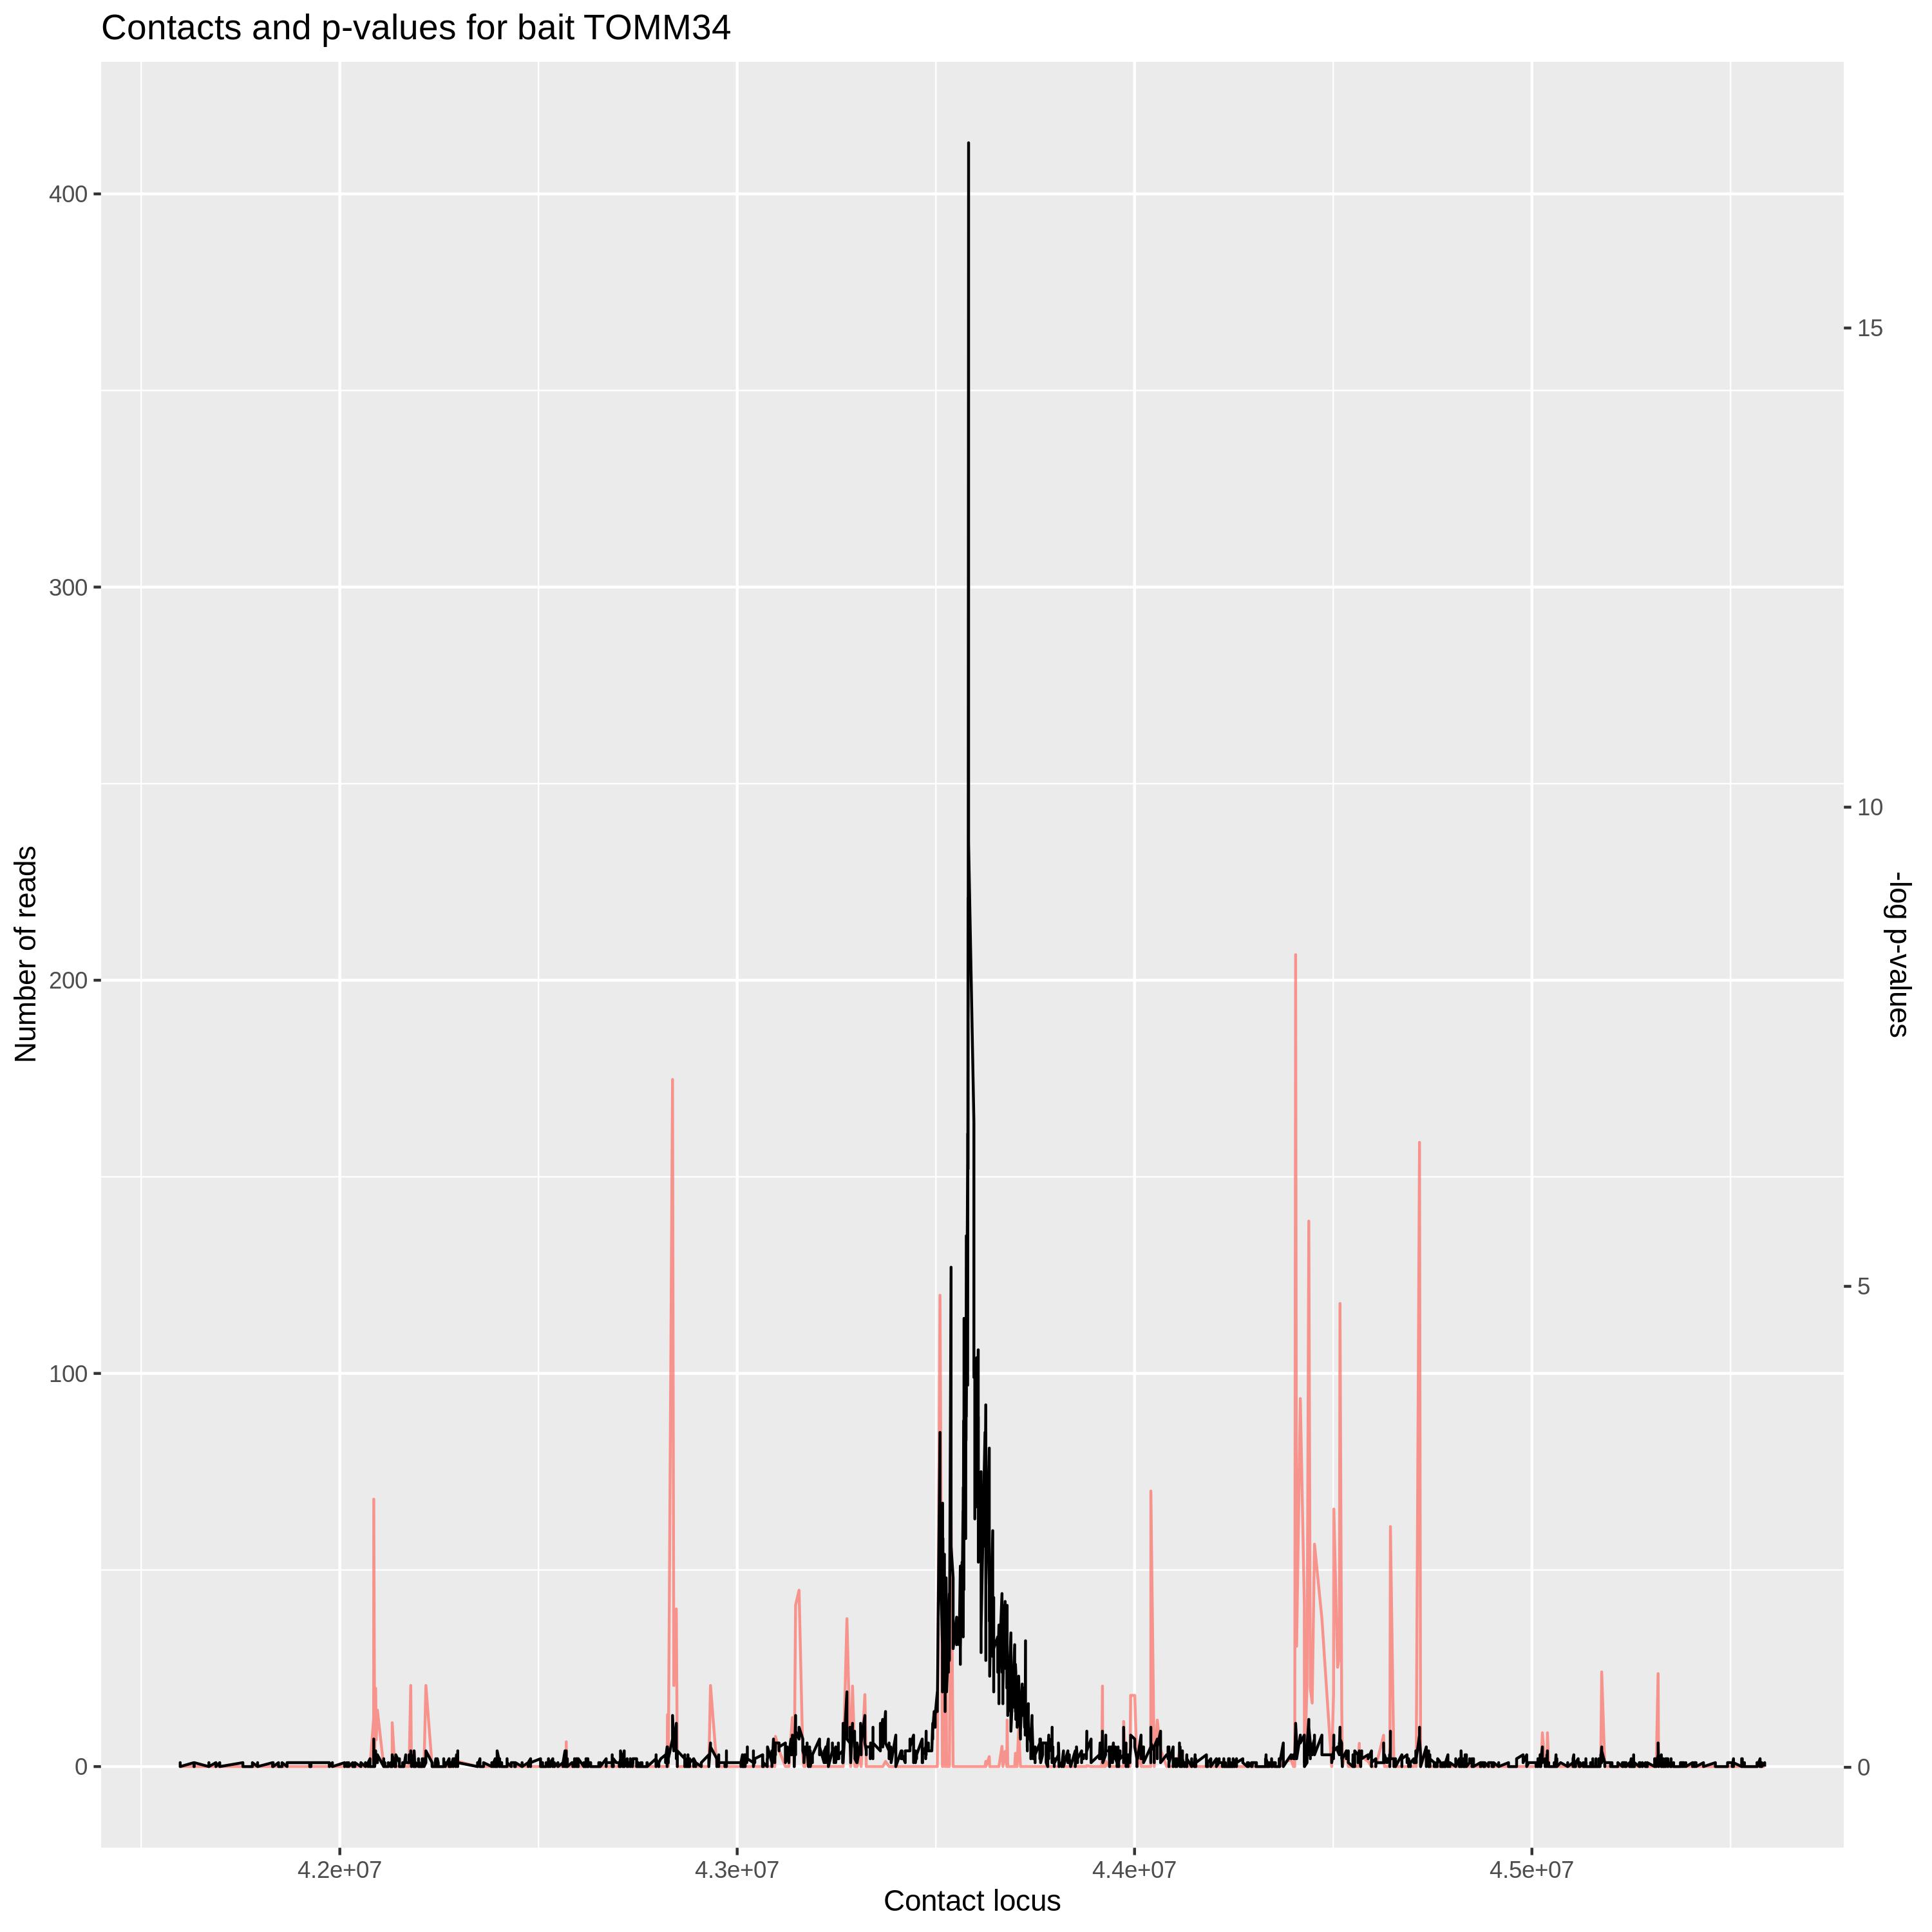 Contacts and p-values for bait TOMM34
400
300
200
100
0
Number of reads
15
10
5
0
-log p-values
4.2e+07
4.3e+07
4.4e+07
4.5e+07
Contact locus